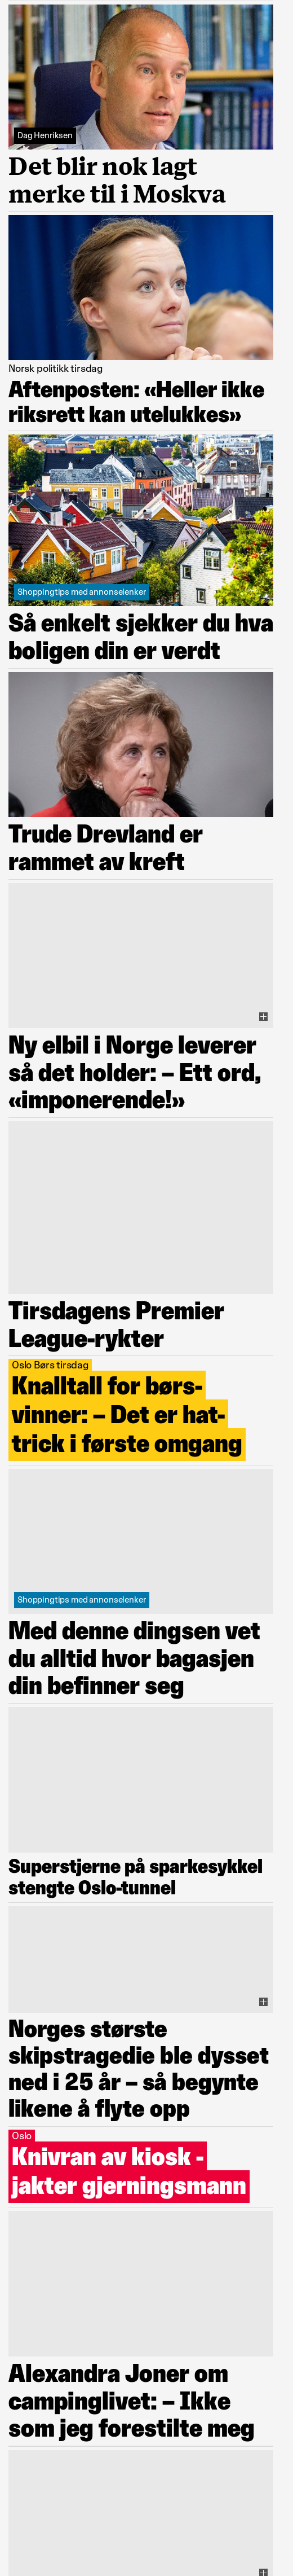 Dag Henriksen
Det blir nok lagt
merke til i Moskva
Norsk politikk tirsdag
Aftenposten: «Heller ikke
riksrett kan utelukkes»
Shoppingtips med annonselenker
Så enkelt sjekker du hva
boligen din er verdt
Trude Drevland er
rammet av kreft
Ny elbil i Norge leverer
så det holder: – Ett ord,
«imponerende!»
Tirsdagens Premier
League-rykter
Oslo Børs tirsdag
Knalltall for børs-
vinner: – Det er hat-
trick i første omgang
Shoppingtips med annonselenker
Med denne dingsen vet
du alltid hvor bagasjen
din befinner seg
Superstjerne på sparkesykkel
stengte Oslo-tunnel
Norges største
skipstragedie ble dysset
ned i 25 år – så begynte
likene å flyte opp
Oslo
Knivran av kiosk -
jakter gjerningsmann
Alexandra Joner om
campinglivet: – Ikke
som jeg forestilte meg